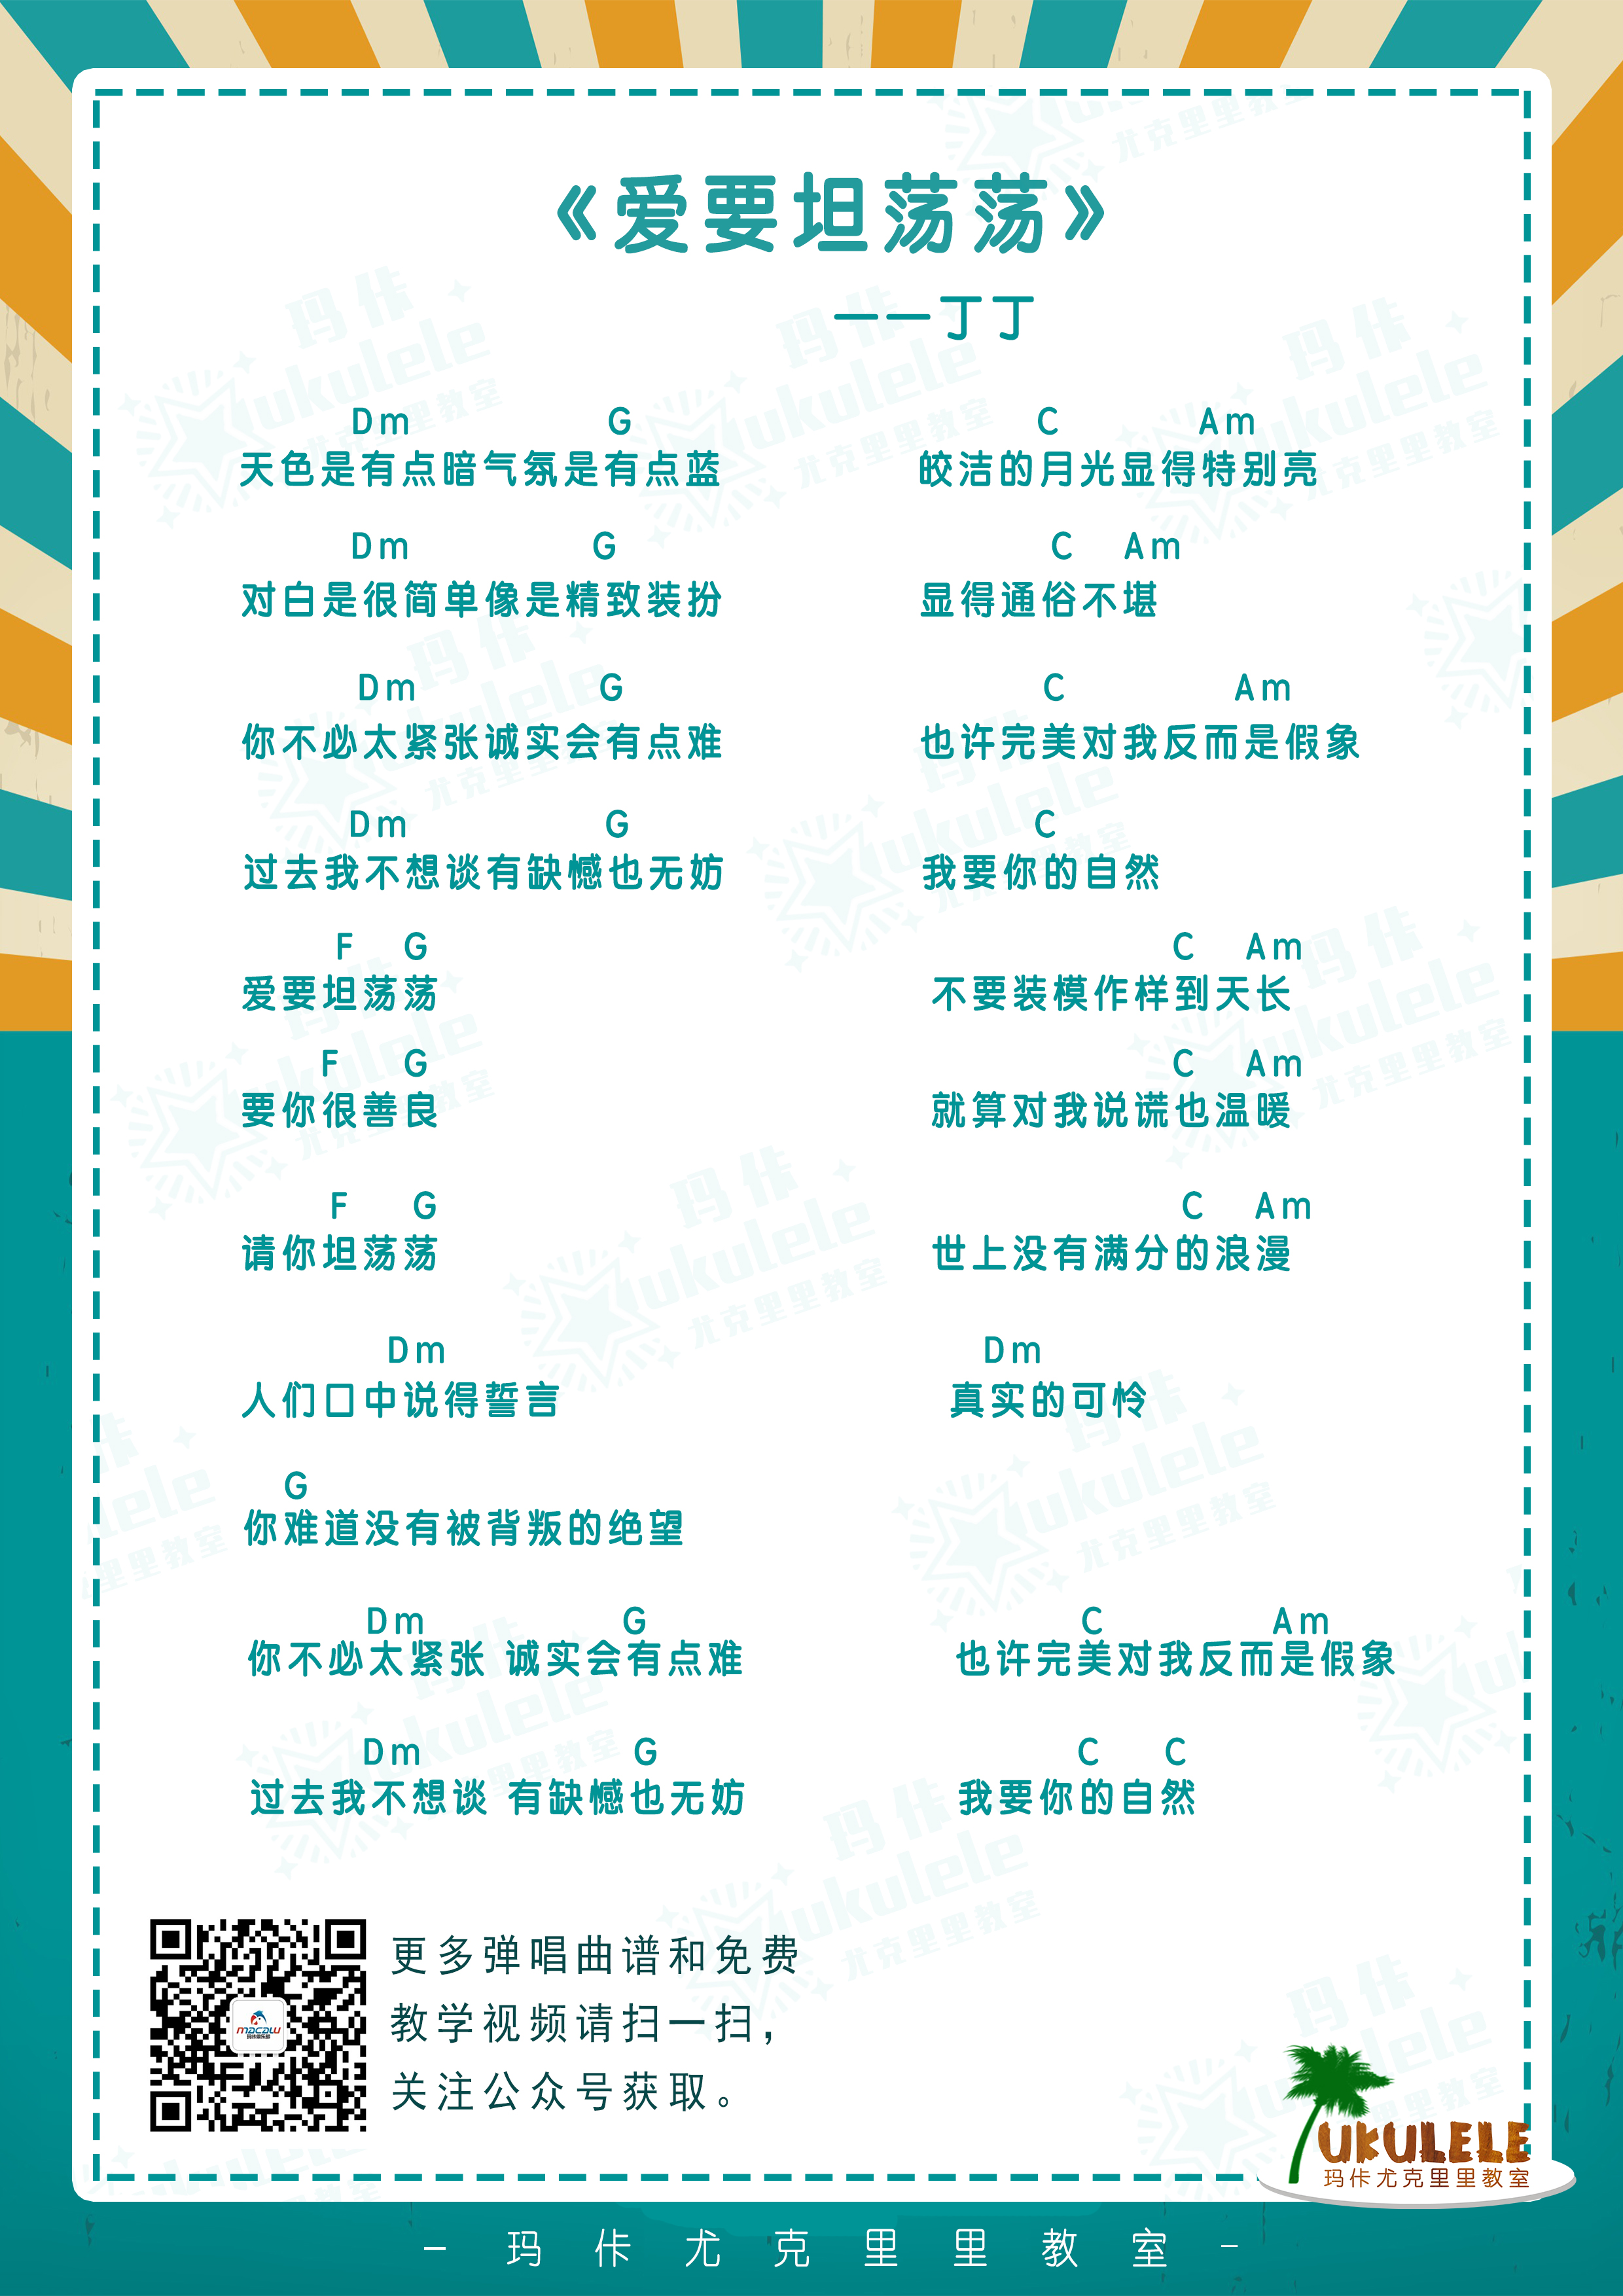 《爱要坦荡荡》
——丁丁
Dm G C Am
天色是有点暗气氛是有点蓝 皎洁的月光显得特别亮
Dm G C Am
对白是很简单像是精致装扮 显得通俗不堪
Dm G C Am
你不必太紧张诚实会有点难 也许完美对我反而是假象
Dm G C
过去我不想谈有缺憾也无妨 我要你的自然
F G C Am
爱要坦荡荡 不要装模作样到天长
F G C Am
要你很善良 就算对我说谎也温暖
F G C Am
请你坦荡荡 世上没有满分的浪漫
Dm Dm
人们口中说得誓言 真实的可怜
G
你难道没有被背叛的绝望
Dm G C Am
你不必太紧张 诚实会有点难 也许完美对我反而是假象
Dm G C C
过去我不想谈 有缺憾也无妨 我要你的自然
更多弹唱曲谱和免费
教学视频请扫一扫，
关注公众号获取。
macaw
UKULELE
玛佧尤克里里教室
- 玛佧尤克里里教室 -